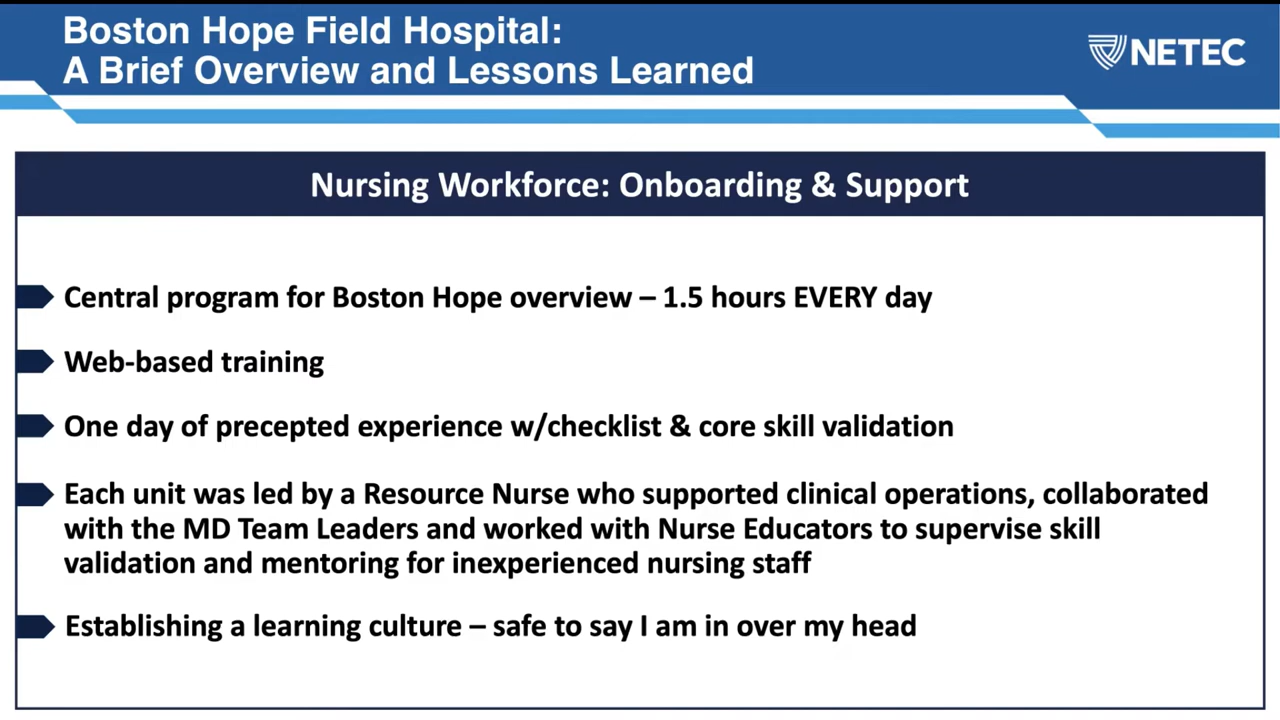 Boston Hope Field Hospital:
A Brief Overview and Lessons Learned
NETEC
Nursing Workforce: Onboarding & Support
Central program for Boston Hope overview – 1.5 hours EVERY day
Web-based training
One day of precepted experience w/checklist & core skill validation
Each unit was led by a Resource Nurse who supported clinical operations, collaborated
with the MD Team Leaders and worked with Nurse Educators to supervise skill
validation and mentoring for inexperienced nursing staff
Establishing a learning culture – safe to say I am in over my head